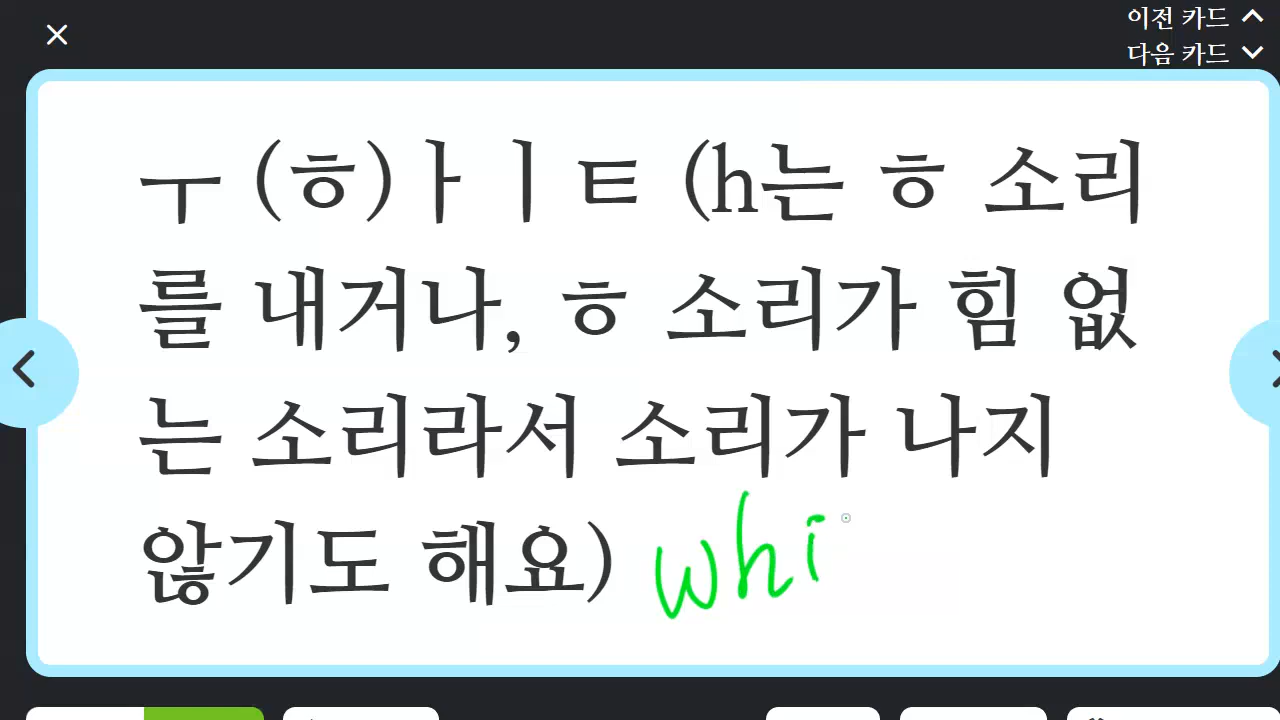 이전 카드
다음 카드
ㅜ (ㅎ)ㅏㅣㅌ (h는 ㅎ 소리
를 내거나, ㅎ 소리가 힘 없
는 소리라서 소리가 나지
않기도 해요) whi